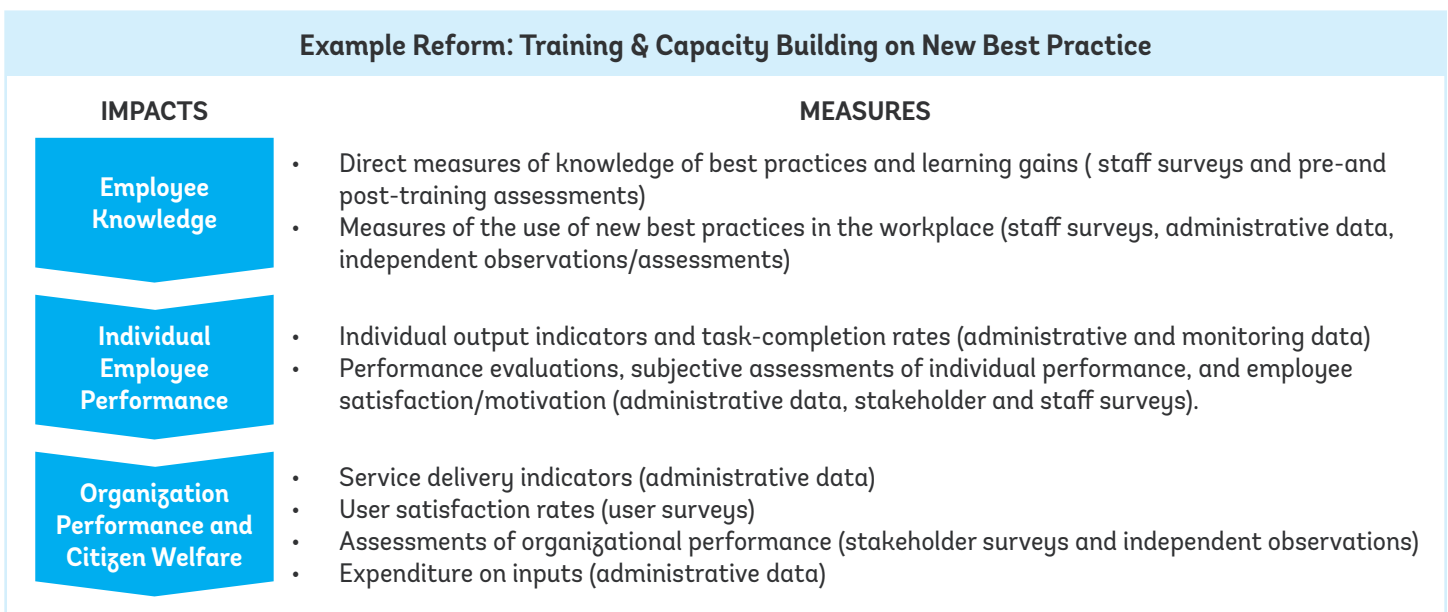 Example Reform: Training & Capacity Building on New Best Practice
IMPACTS
MEASURES
Employee
Knowledge
• Direct measures of knowledge of best practices and learning gains ( staff surveys and pre-and
post-training assessments)
• Measures of the use of new best practices in the workplace (staff surveys, administrative data,
independent observations/assessments)
Individual
Employee
Performance
• Individual output indicators and task-completion rates (administrative and monitoring data)
• Performance evaluations, subjective assessments of individual performance, and employee
satisfaction/motivation (administrative data, stakeholder and staff surveys).
Organization
Performance and
Citizen Welfare
• Service delivery indicators (administrative data)
• User satisfaction rates (user surveys)
• Assessments of organizational performance (stakeholder surveys and independent observations)
• Expenditure on inputs (administrative data)